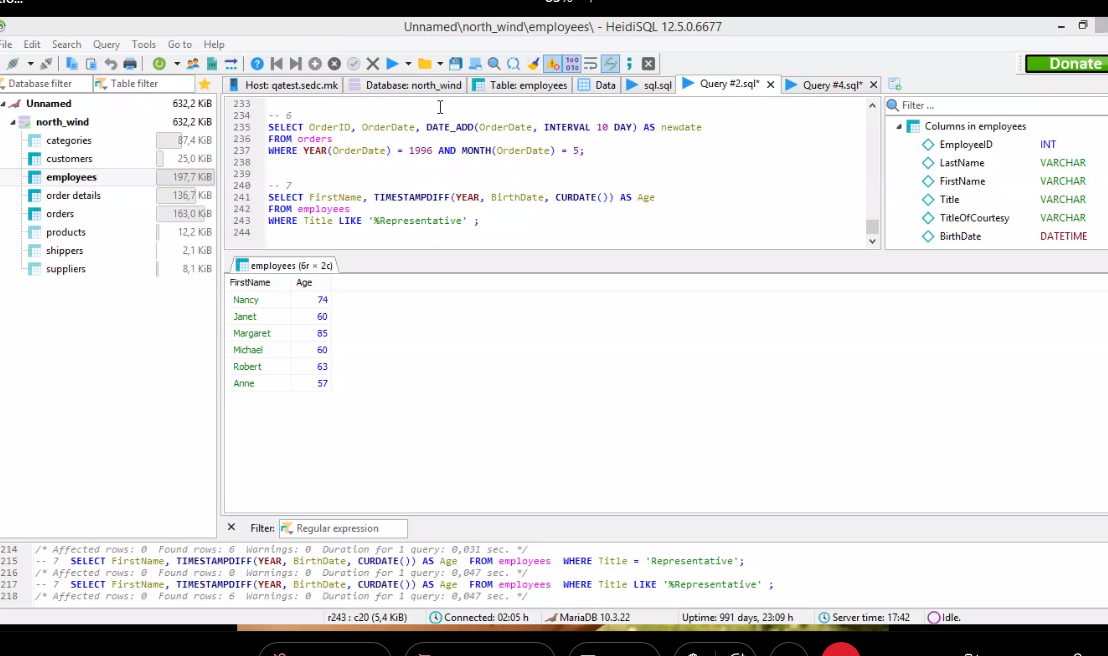 Unnamed\north_wind\employees\ - HeidiSQL 12.5.0.6677
File Edit Search Query Tools Go to Help
Donate
Database filter Table filter
Host: qatest.sedc.mk Database: north_wind Table: employees Data sql.sql Query #2.sql* Query #4.sql*
Unnamed 632,2 KiB
north_wind 632,2 KiB
categories 87,4 KiB
customers 25,0 KiB
employees 197,7 KiB
order details 136,7 KiB
orders 163,0 KiB
products 12,2 KiB
shippers 2,1 KiB
suppliers 8,1 KiB
233
234 -- 6
235 SELECT OrderID, OrderDate, DATE_ADD(OrderDate, INTERVAL 10 DAY) AS newdate
236 FROM orders
237 WHERE YEAR(OrderDate) = 1996 AND MONTH(OrderDate) = 5;
238
239
240 -- 7
241 SELECT FirstName, TIMESTAMPDIFF(YEAR, BirthDate, CURDATE()) AS Age
242 FROM employees
243 WHERE Title LIKE '%Representative' ;
244
Filter ...
Columns in employees
EmployeeID INT
LastName VARCHAR
FirstName VARCHAR
Title VARCHAR
TitleOfCourtesy VARCHAR
BirthDate DATETIME
employees (6r × 2c)
FirstName Age
Nancy 74
Janet 60
Margaret 85
Michael 60
Robert 63
Anne 57
Filter: Regular expression
214 /* Affected rows: 0 Found rows: 6 Warnings: 0 Duration for 1 query: 0,031 sec. */
215 -- 7 SELECT FirstName, TIMESTAMPDIFF(YEAR, BirthDate, CURDATE()) AS Age FROM employees WHERE Title = 'Representative';
216 /* Affected rows: 0 Found rows: 0 Warnings: 0 Duration for 1 query: 0,047 sec. */
217 -- 7 SELECT FirstName, TIMESTAMPDIFF(YEAR, BirthDate, CURDATE()) AS Age FROM employees WHERE Title LIKE '%Representative' ;
218 /* Affected rows: 0 Found rows: 6 Warnings: 0 Duration for 1 query: 0,047 sec. */
r243 : c20 (5,4 KiB) Connected: 02:05 h MariaDB 10.3.22 Uptime: 991 days, 23:09 h Server time: 17:42 Idle.